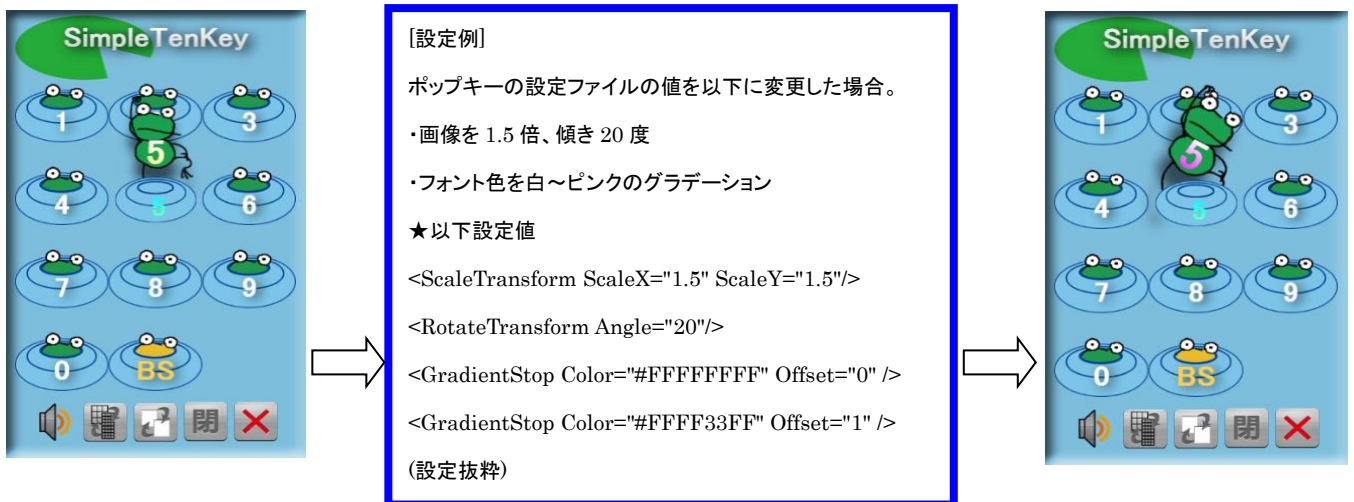 SimpleTenKey
1
3
5
4
5
6
7
8
9
0
BS
閉
[設定例]
ポップキーの設定ファイルの値を以下に変更した場合。
・画像を 1.5 倍、傾き 20 度
・フォント色を白～ピンクのグラデーション
★以下設定値
<ScaleTransform ScaleX="1.5" ScaleY="1.5"/>
<RotateTransform Angle="20"/>
<GradientStop Color="#FFFFFFFF" Offset="0" />
<GradientStop Color="#FFFF33FF" Offset="1" />
(設定抜粋)
SimpleTenKey
1
3
5
4
5
6
7
8
9
0
BS
閉